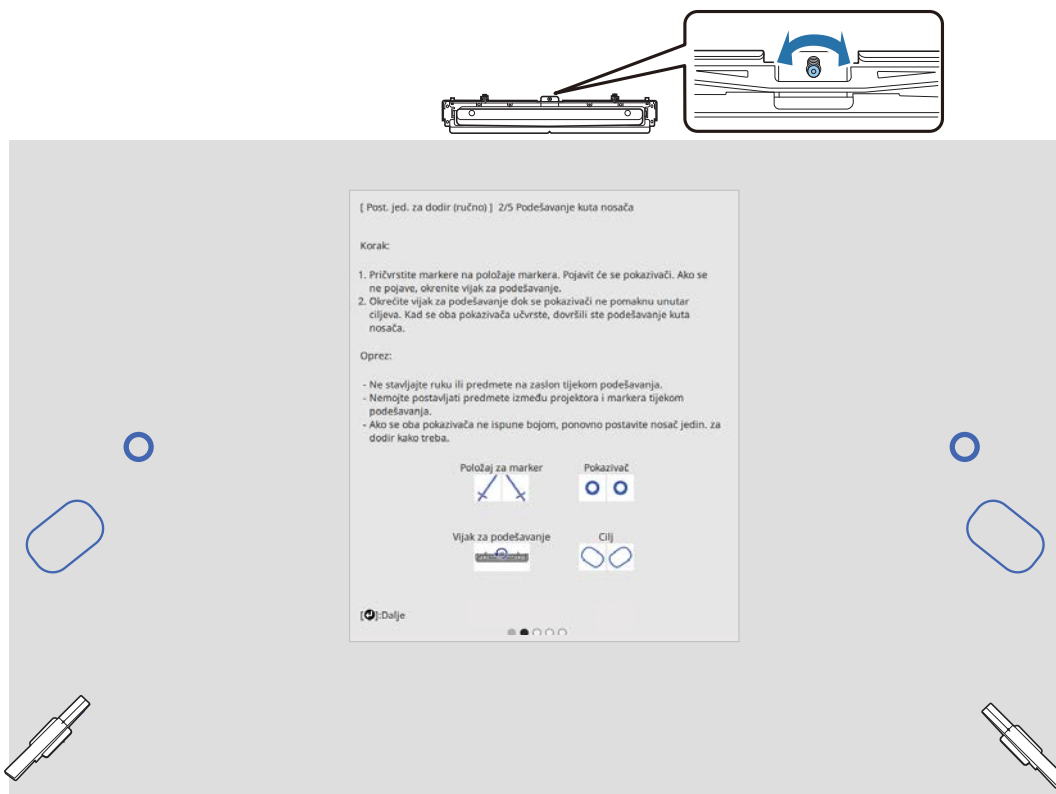 [ Post. jed. za dodir (ručno) ] 2/5 Podešavanje kuta nosača
Korak:
1. Pričvrstite markere na položaje markera. Pojavit će se pokazivači. Ako se
ne pojave, okrenite vijak za podešavanje.
2. Okrećite vijak za podešavanje dok se pokazivači ne pomaknu unutar
ciljeva. Kad se oba pokazivača učvrste, dovršili ste podešavanje kuta
nosača.
Oprez:
- Ne stavljajte ruku ili predmete na zaslon tijekom podešavanja.
- Nemojte postavljati predmete između projektora i markera tijekom
podešavanja.
- Ako se oba pokazivača ne ispune bojom, ponovno postavite nosač jedin. za
dodir kako treba.
Položaj za marker Pokazivač
Vijak za podešavanje Cilj
[⏎]:Dalje